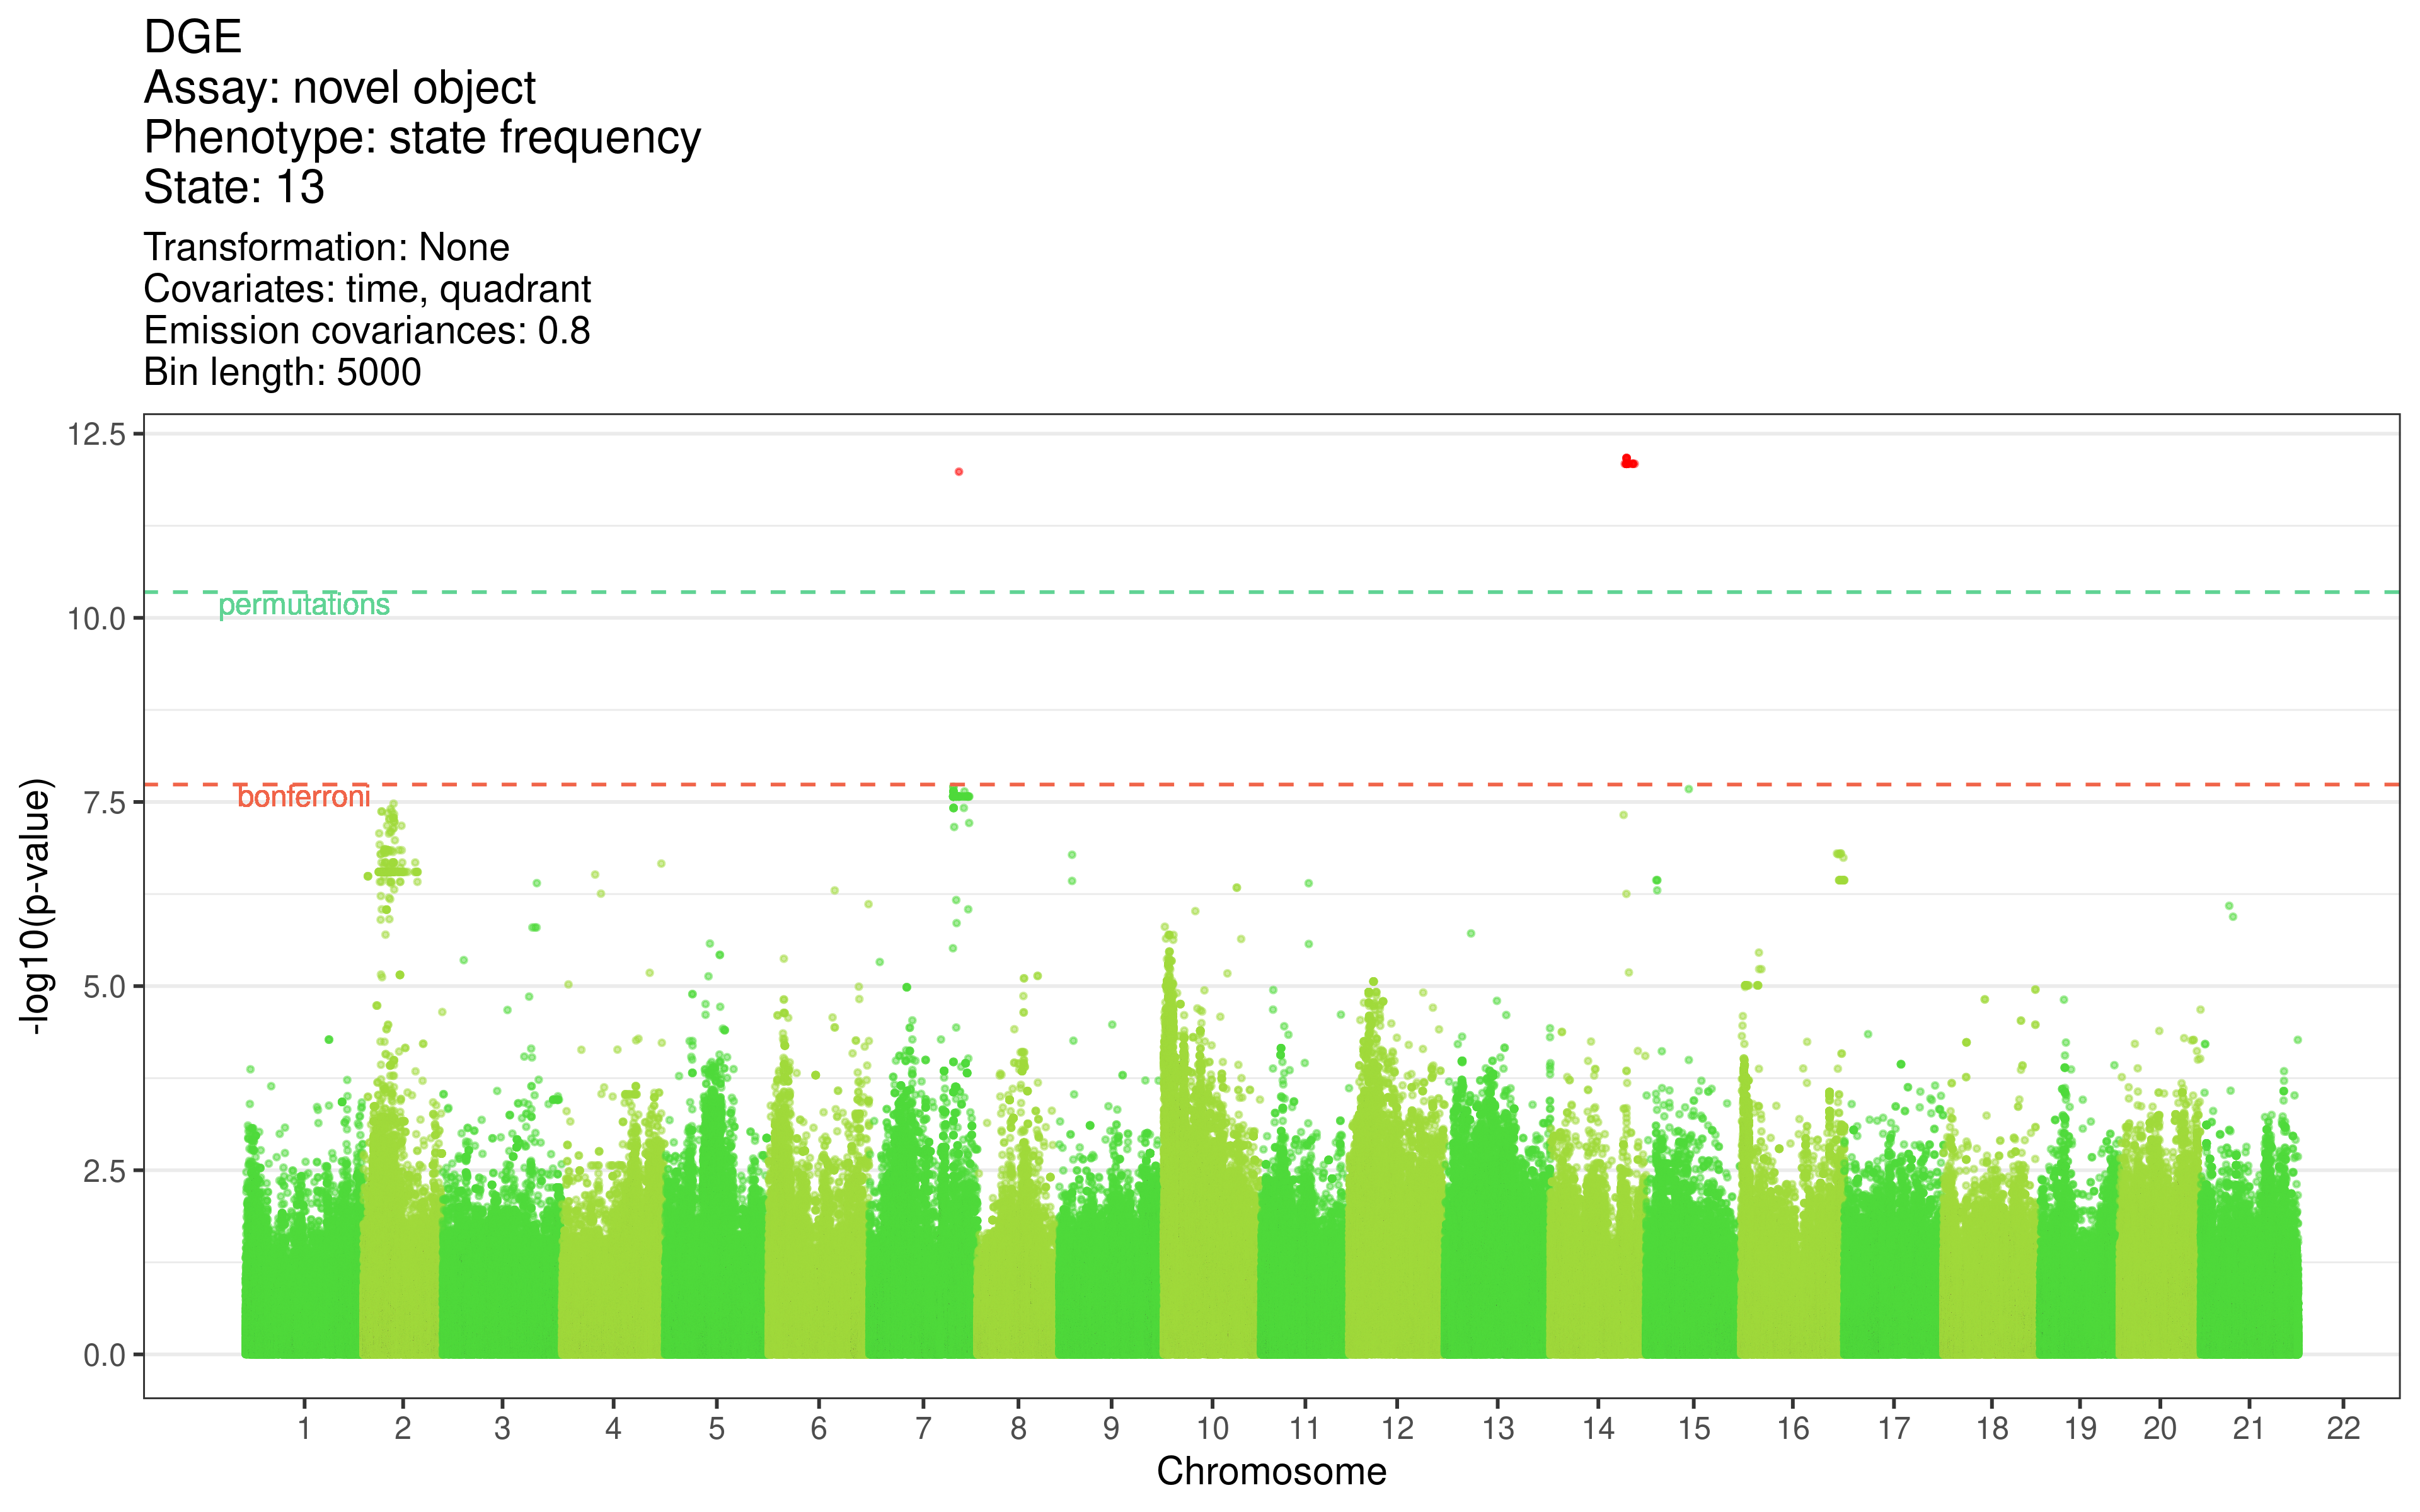 DGE
Assay: novel object
Phenotype: state frequency
State: 13
Transformation: None
Covariates: time, quadrant
Emission covariances: 0.8
Bin length: 5000
12.5
permutations
10.0
bonferroni
7.5
5.0
2.5
0.0
-log10(p-value)
1 2 3 4 5 6 7 8 9 10 11 12 13 14 15 16 17 18 19 20 21 22
Chromosome